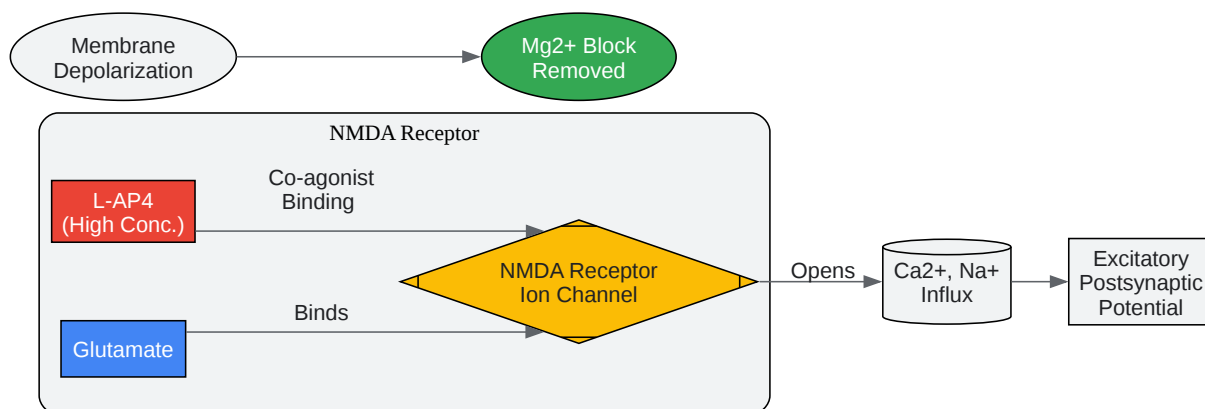 Membrane
Depolarization
Mg2+ Block
Removed
NMDA Receptor
L-AP4
(High Conc.)
Co-agonist
Binding
NMDA Receptor
Ion Channel
Opens
Ca2+, Na+
Influx
Excitatory
Postsynaptic
Potential
Binds
Glutamate